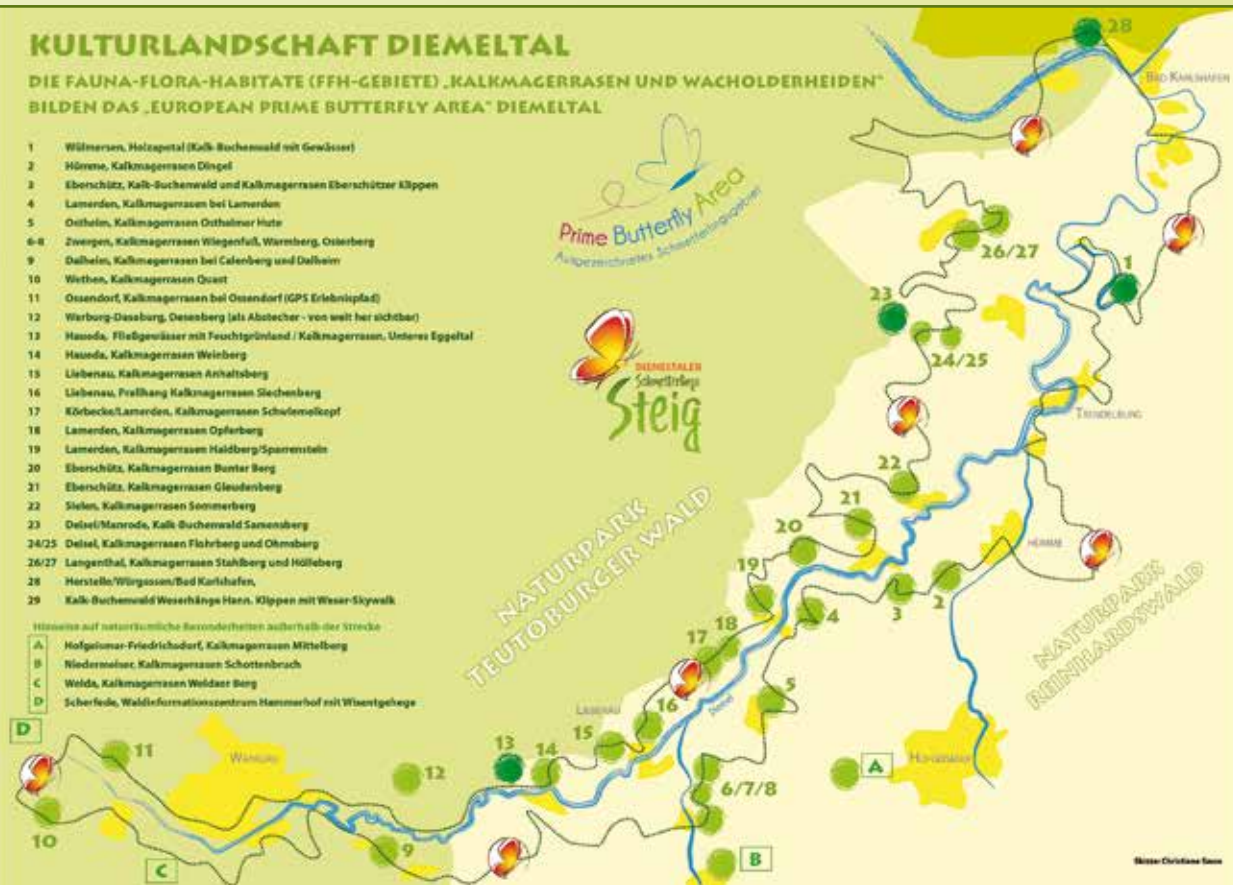 KULTURLANDSCHAFT DIEMELTAL
DIE FAUNA-FLORA-HABITATE (FFH-GEBIETE) „KALKMAGERRASEN UND WACHOLDERHEIDEN"
BILDEN DAS „EUROPEAN PRIME BUTTERFLY AREA" DIEMELTAL
1 Wülmersen, Holzapetal (Kalk-Buchenwald mit Gewässer)
2 Hümme, Kalkmagerrasen Dingel
3 Eberschütz, Kalk-Buchenwald und Kalkmagerrasen Eberschützer Klippen
4 Lamerden, Kalkmagerrasen bei Lamerden
5 Ostheim, Kalkmagerrasen Ostheimer Hute
6-8 Zwergen, Kalkmagerrasen Wiegenfuß, Warmberg, Osterberg
9 Dalheim, Kalkmagerrasen bei Calenberg und Dalheim
10 Wethen, Kalkmagerrasen Quast
11 Ossendorf, Kalkmagerrasen bei Ossendorf (GPS Erlebnispfad)
12 Warburg-Daseburg, Desenberg (als Abstecher - von weit her sichtbar)
13 Haueda, Fließgewässer mit Feuchtgrünland / Kalkmagerrasen, Unteres Eggeltal
14 Haueda, Kalkmagerrasen Weinberg
15 Liebenau, Kalkmagerrasen Anhaltsberg
16 Liebenau, Prallhang Kalkmagerrasen Siechenberg
17 Körbecke/Lamerden, Kalkmagerrasen Schwiemelkopf
18 Lamerden, Kalkmagerrasen Opferberg
19 Lamerden, Kalkmagerrasen Haidberg/Sparrenstein
20 Eberschütz, Kalkmagerrasen Bunter Berg
21 Eberschütz, Kalkmagerrasen Gleudenberg
22 Sielen, Kalkmagerrasen Sommerberg
23 Deisel/Manrode, Kalk-Buchenwald Samensberg
24/25 Deisel, Kalkmagerrasen Flohrberg und Ohmsberg
26/27 Langenthal, Kalkmagerrasen Stahlberg und Hölleberg
28 Herstelle/Würgassen/Bad Karlshafen,
29 Kalk-Buchenwald Weserhänge Hann. Klippen mit Weser-Skywalk
Hinweise auf naturräumliche Besonderheiten außerhalb der Strecke
A Hofgeismar-Friedrichsdorf, Kalkmagerrasen Mittelberg
B Niedermeiser, Kalkmagerrasen Schottenbruch
C Welda, Kalkmagerrasen Weldaer Berg
D Scherfede, Waldinformationszentrum Hammerhof mit Wisentgehege
Prime Butterfly Area
Ausgezeichnetes Schmetterlingsgebiet
DIEMELTALER
Schmetterlings
Steig
28
BAD KARLSHAFEN
26/27
1
23
24/25
TRENDELBURG
22
21
20
HÜMME
NATURPARK
TEUTOBURGER WALD
19
2
3
4
NATURPARK
REINHARDSWALD
18
17
5
Diemel
LIEBENAU
16
15
14
13
12
D
11
WARBURG
6/7/8
A
HOFGEISMAR
10
9
C
B